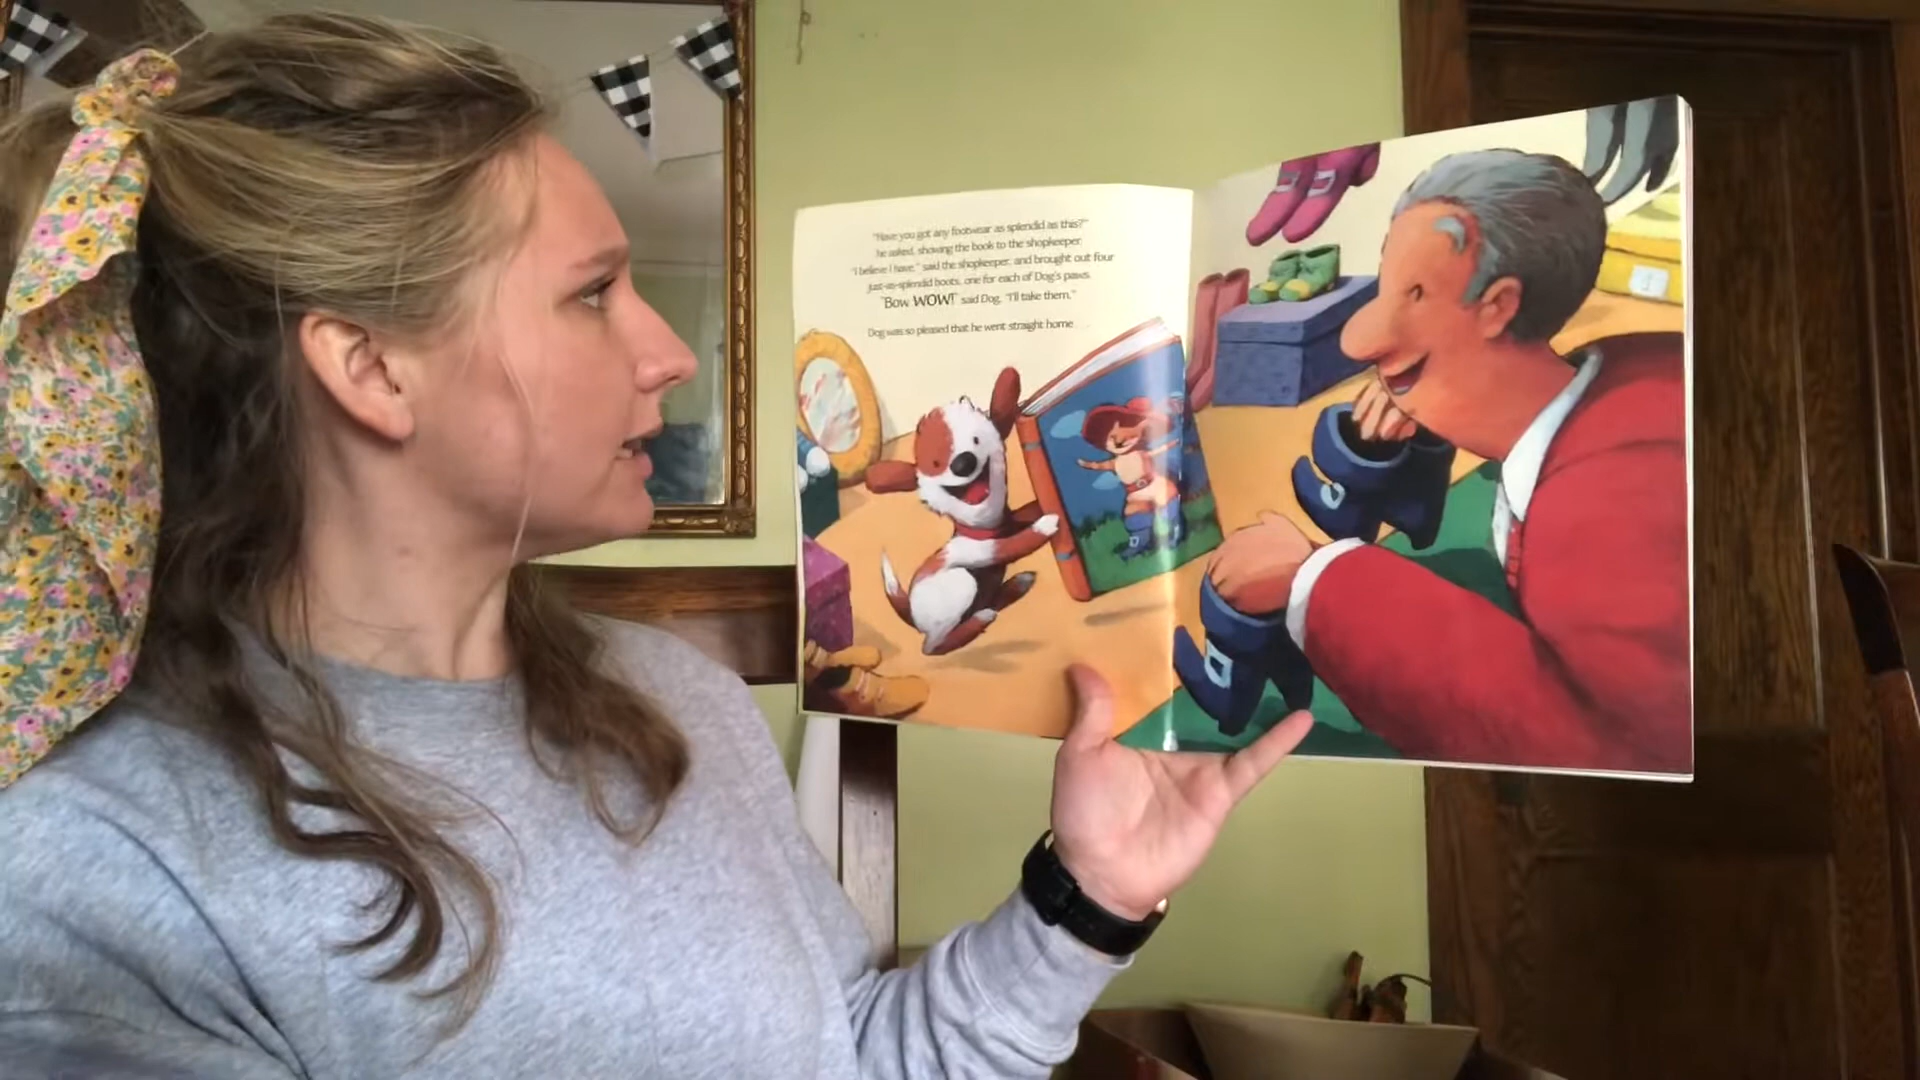 "Have you got any footwear as splendid as this?"
he asked, showing the book to the shopkeeper.
"I believe I have," said the shopkeeper, and brought out four
just-as-splendid boots, one for each of Dog's paws.
"Bow WOW!" said Dog. "I'll take them."
Dog was so pleased that he went straight home